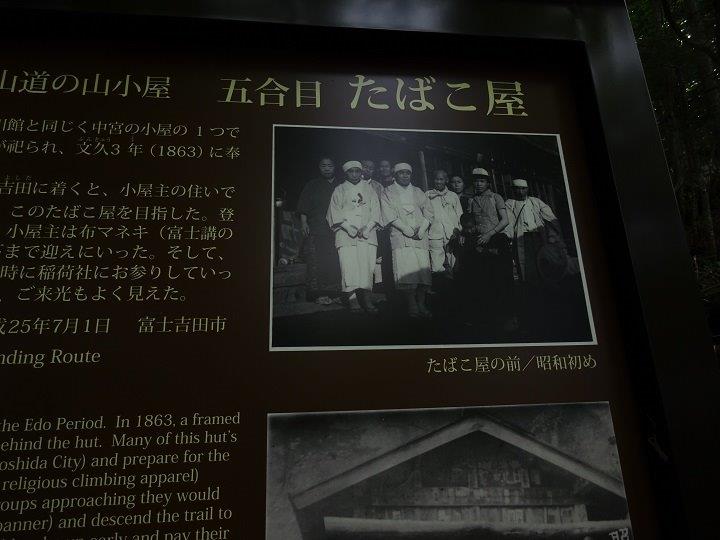 山道の山小屋 五合目 たばこ屋
館と同じく中宮の小屋の1つで
が祀られ、文久3年(1863)に奉
吉田に着くと、小屋主の住いで
このたばこ屋を目指した。登
小屋主は布マネキ(富士講の
まで迎えにいった。そして、
時に稲荷社にお参りしていっ
、ご来光もよく見えた。
25年7月1日 富士吉田市
nding Route
たばこ屋の前/昭和初め
the Edo Period. In 1863, a framed
ehind the hut. Many of this hut's
oshida City) and prepare for the
religious climbing apparel)
oups approaching they would
banner) and descend the trail to
early and pay their